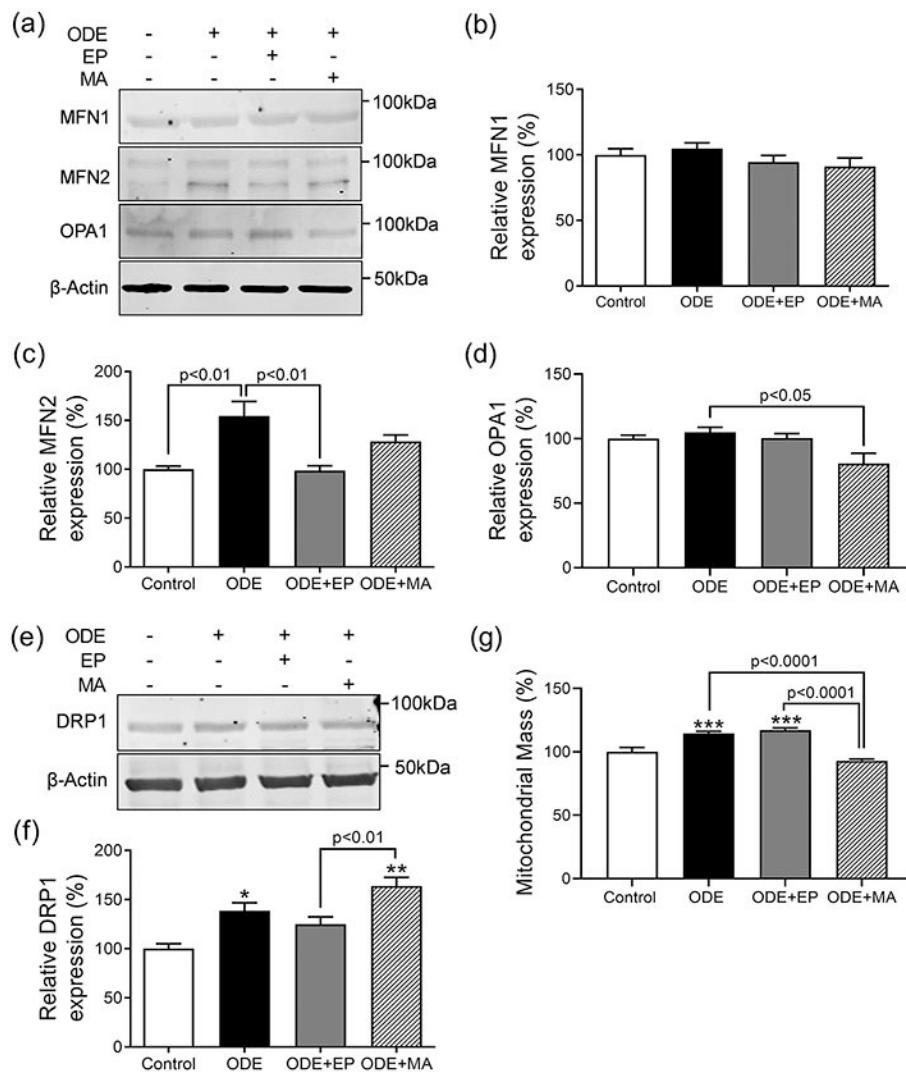 (a)
ODE - + + +
EP - - + -
MA - - - +
MFN1
100kDa
MFN2
100kDa
OPA1
100kDa
β-Actin
50kDa
(b)
Relative MFN1
expression (%)
150
100
50
0
Control ODE ODE+EP ODE+MA
(c)
Relative MFN2
expression (%)
200
150
100
50
0
p<0.01 p<0.01
Control ODE ODE+EP ODE+MA
(d)
Relative OPA1
expression (%)
150
100
50
0
p<0.05
Control ODE ODE+EP ODE+MA
(e)
ODE - + + +
EP - - + -
MA - - - +
DRP1
100kDa
β-Actin
50kDa
(f)
Relative DRP1
expression (%)
200
150
100
50
0
p<0.01
* **
Control ODE ODE+EP ODE+MA
(g)
Mitochondrial Mass (%)
150
100
50
0
p<0.0001
p<0.0001
*** ***
Control ODE ODE+EP ODE+MA